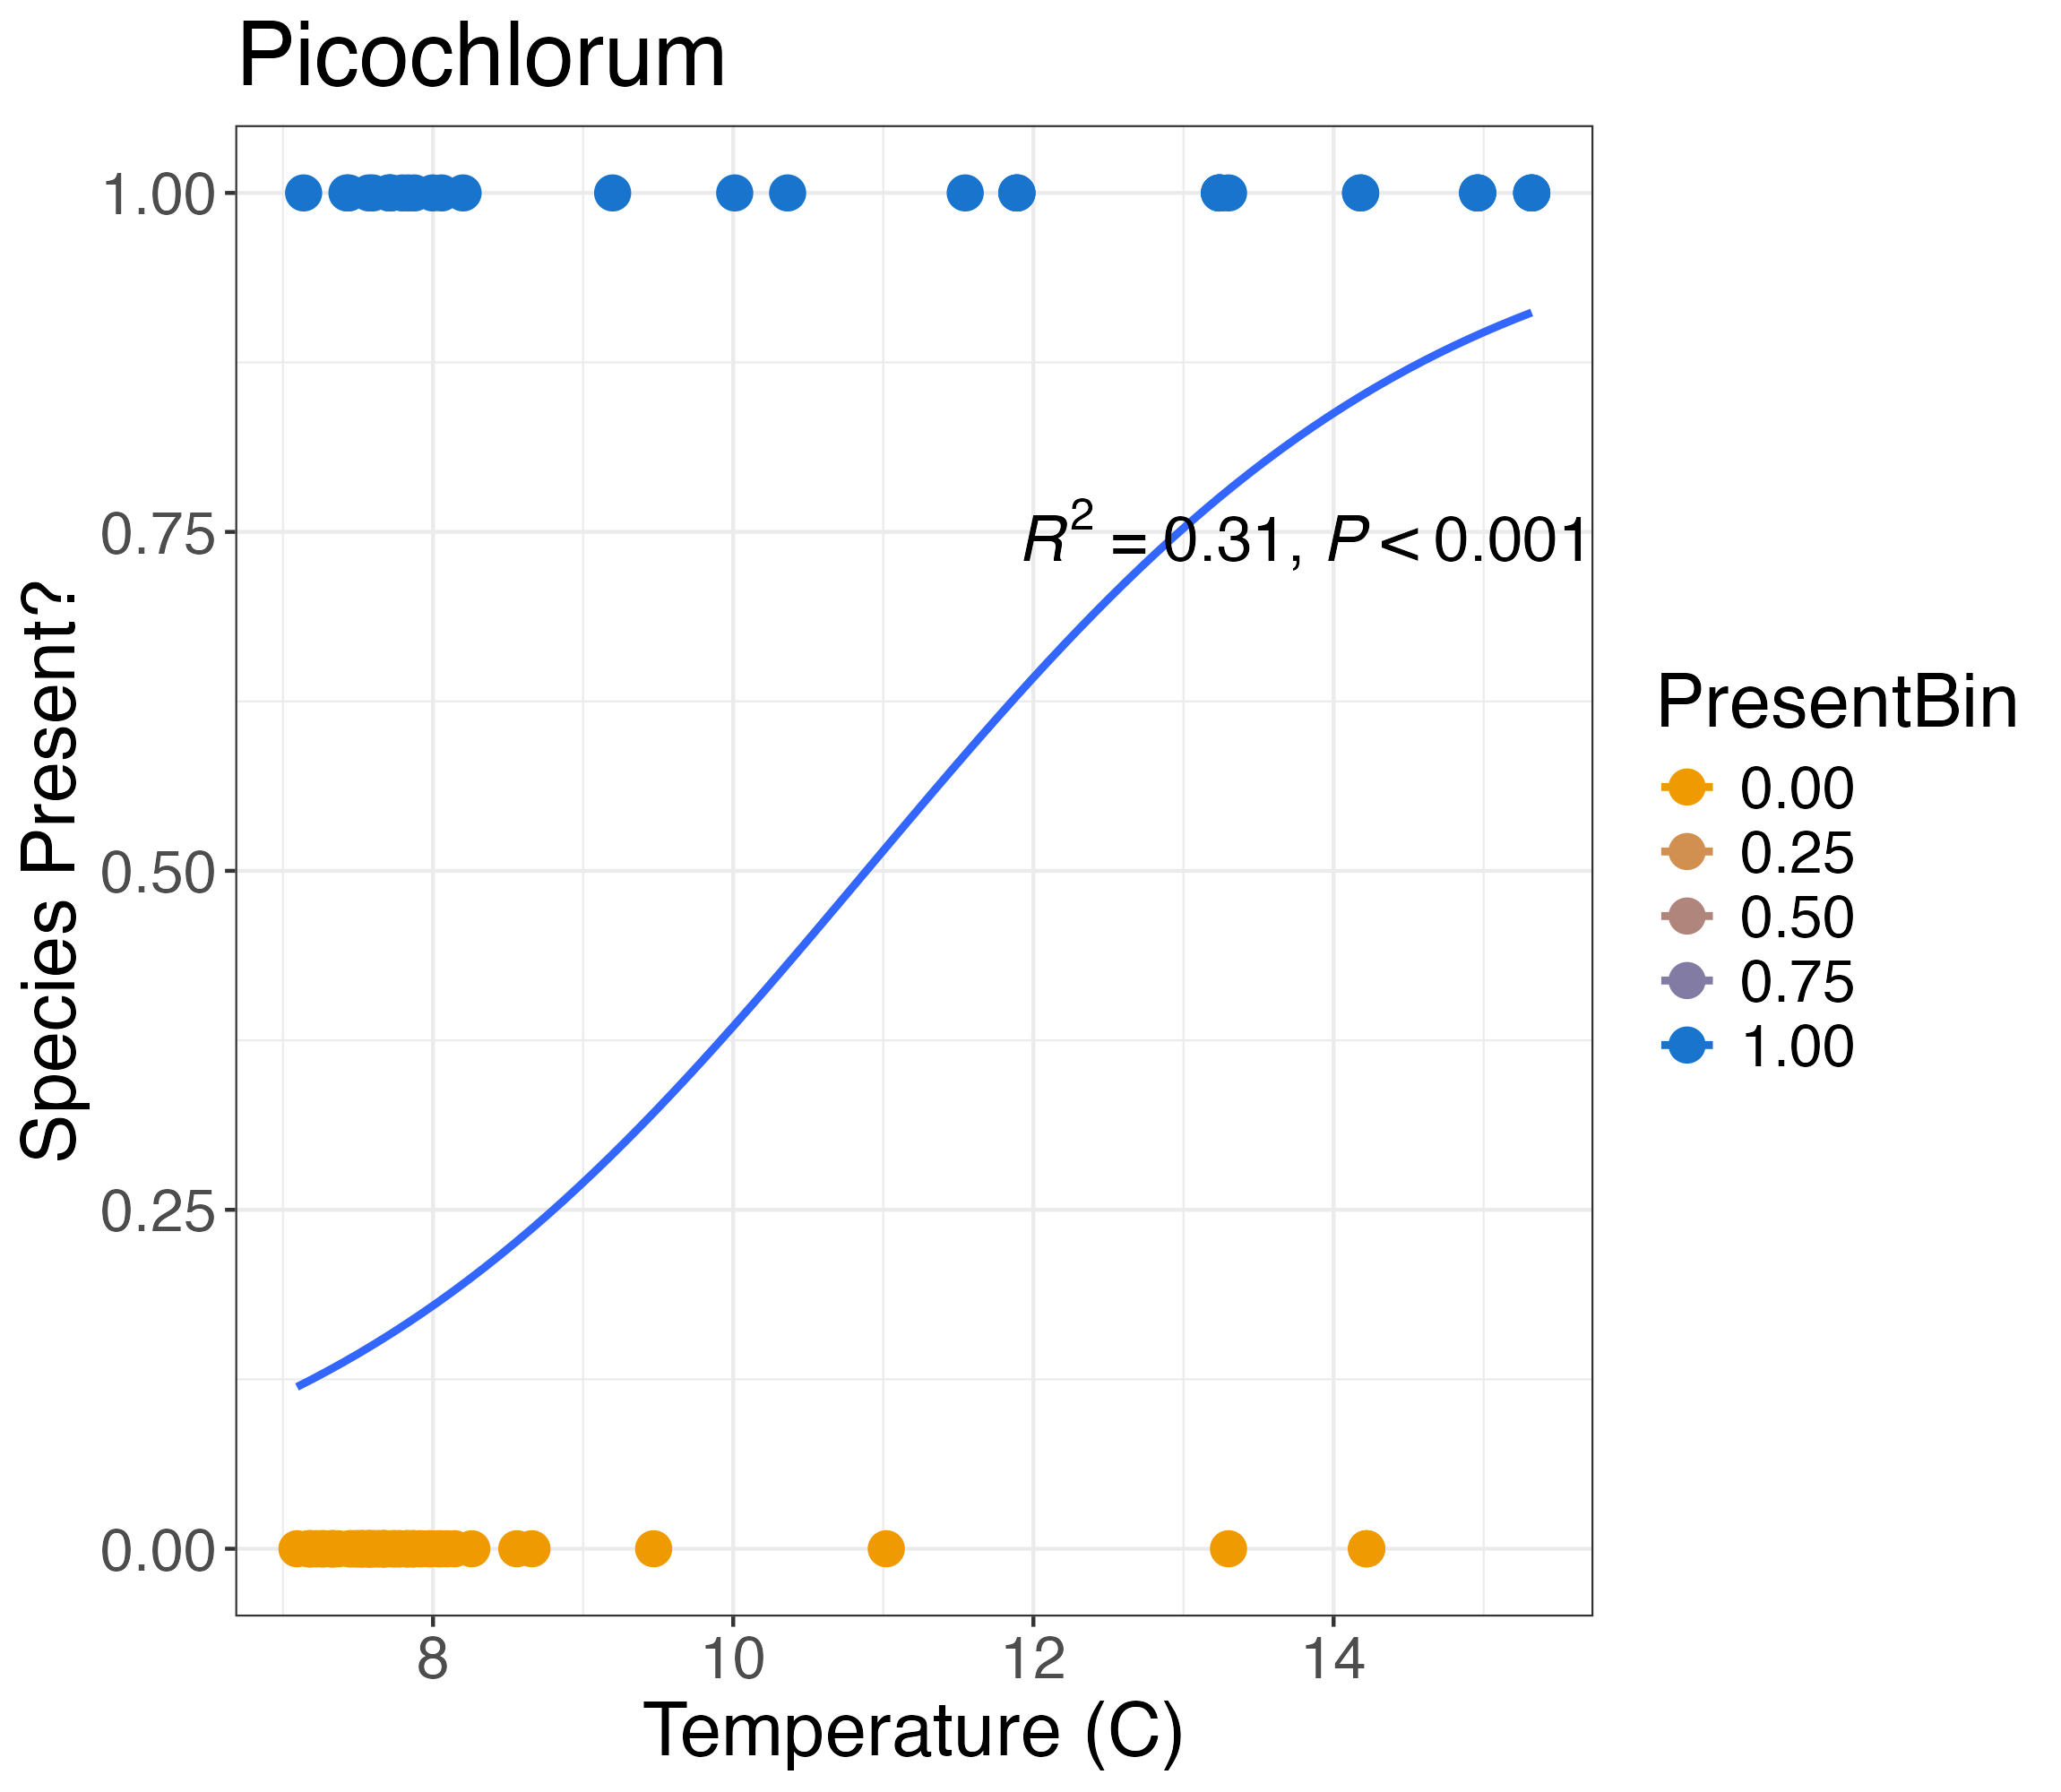 Picochlorum
1.00
0.75
0.50
0.25
0.00
Species Present?
R² = 0.31, P < 0.001
8 10 12 14
Temperature (C)
PresentBin
0.00
0.25
0.50
0.75
1.00